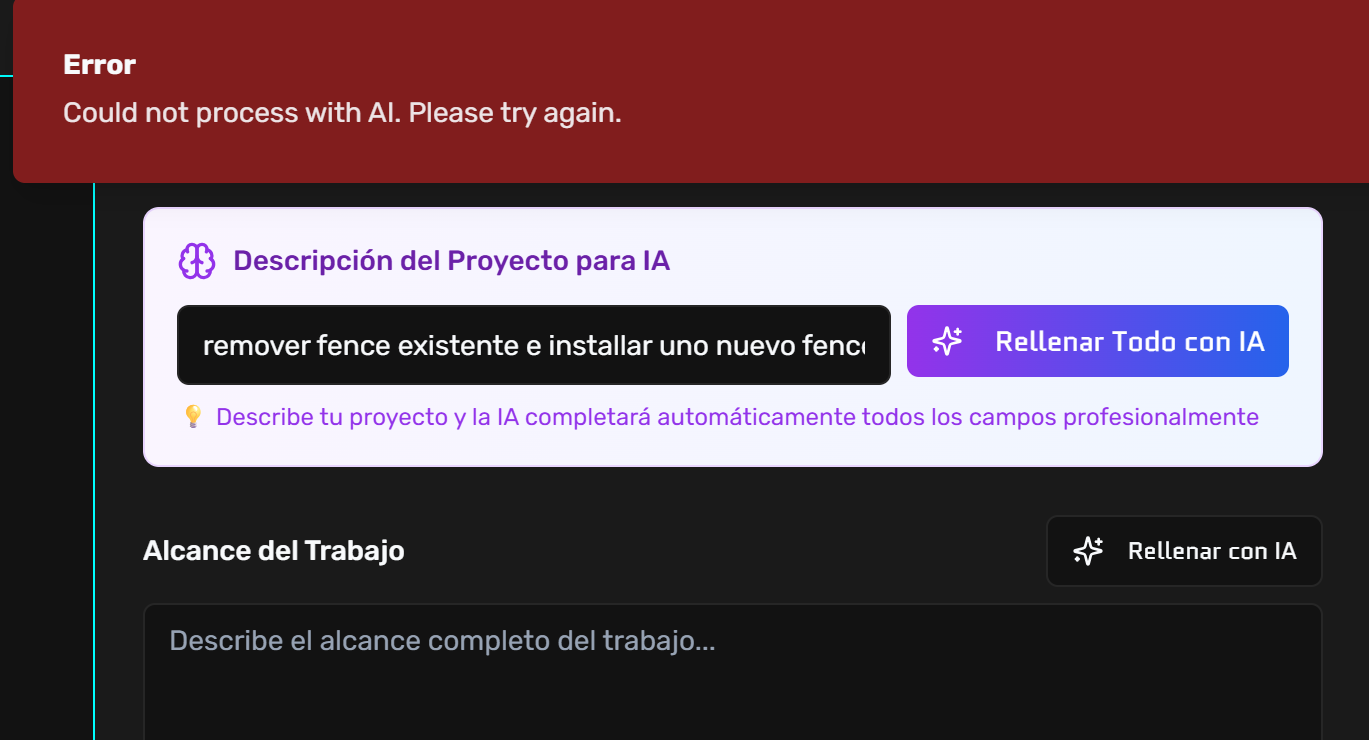 Error
Could not process with AI. Please try again.
Descripción del Proyecto para IA
remover fence existente e installar uno nuevo fenc
Rellenar Todo con IA
Describe tu proyecto y la IA completará automáticamente todos los campos profesionalmente
Alcance del Trabajo
Rellenar con IA
Describe el alcance completo del trabajo...